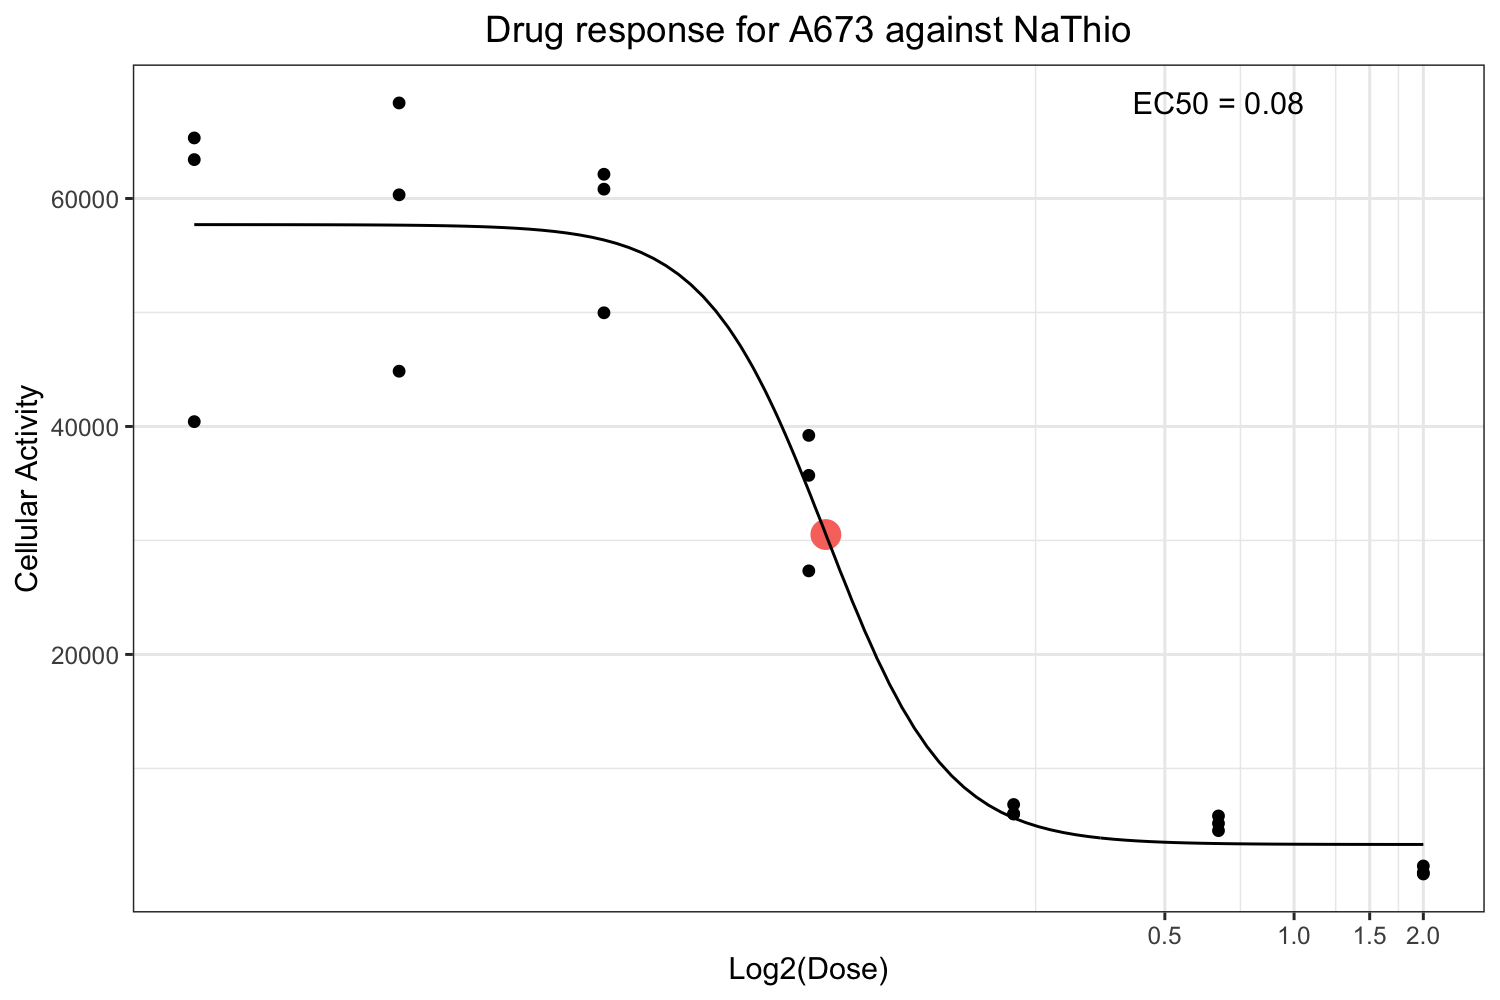 Drug response for A673 against NaThio
EC50 = 0.08
60000
40000
20000
Cellular Activity
0.5 1.0 1.5 2.0
Log2(Dose)